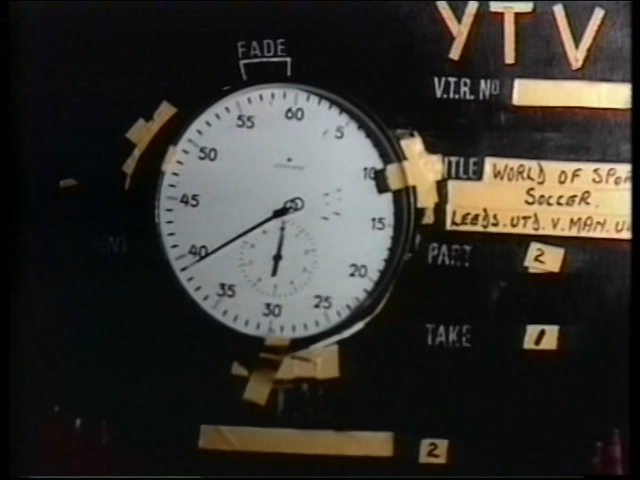 YTV
FADE
V.T.R. Nº
60
5
10
15
20
25
30
35
40
45
50
55
WORLD OF SPO
SOCCER.
LEEDS. UTD. V. MAN. U
PART 2
TAKE 1
2